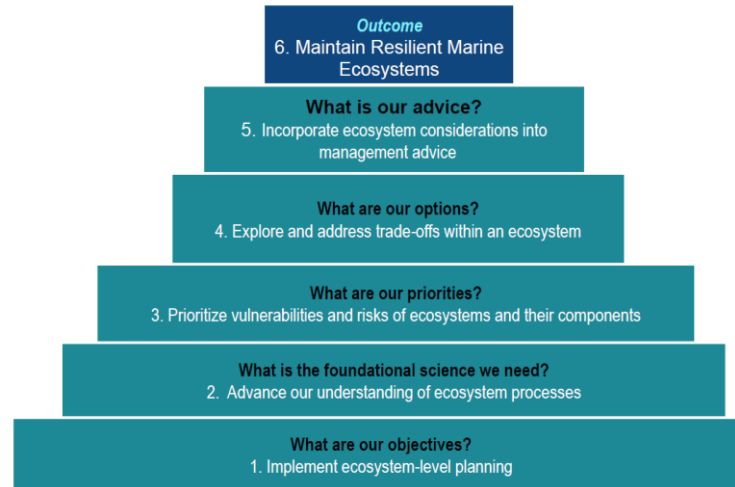 Outcome
6. Maintain Resilient Marine
Ecosystems
What is our advice?
5. Incorporate ecosystem considerations into
management advice
What are our options?
4. Explore and address trade-offs within an ecosystem
What are our priorities?
3. Prioritize vulnerabilities and risks of ecosystems and their components
What is the foundational science we need?
2. Advance our understanding of ecosystem processes
What are our objectives?
1. Implement ecosystem-level planning